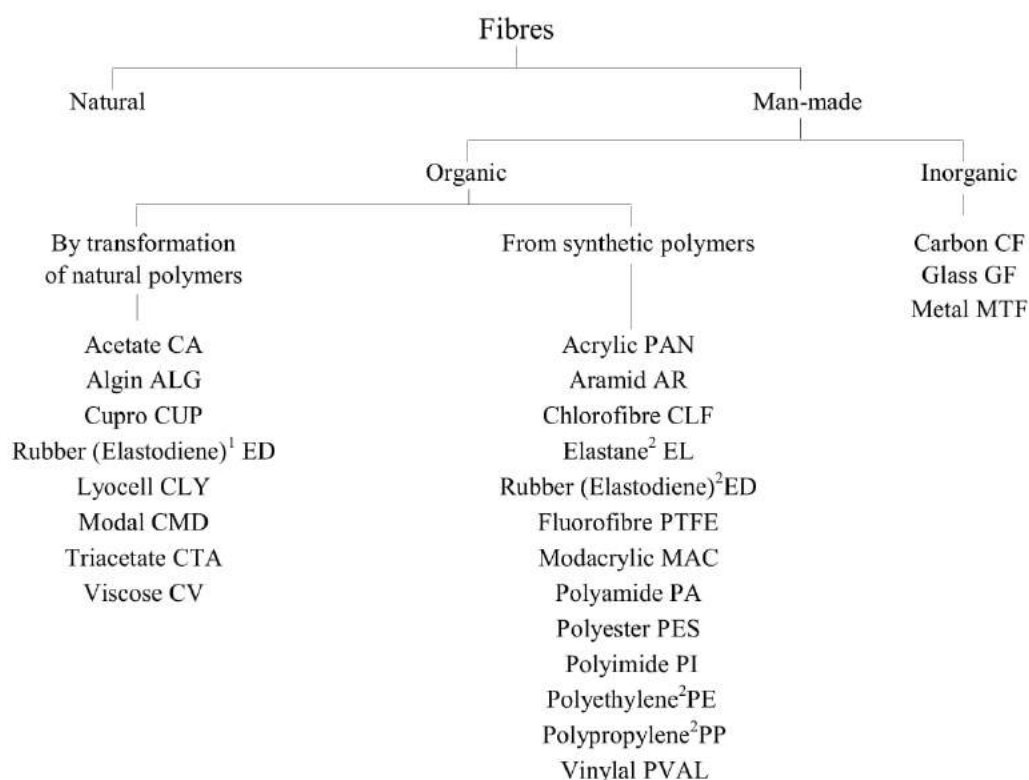 Fibres
Natural
Man-made
Organic
Inorganic
By transformation
of natural polymers
From synthetic polymers
Carbon CF
Glass GF
Metal MTF
Acetate CA
Algin ALG
Cupro CUP
Rubber (Elastodiene)¹ ED
Lyocell CLY
Modal CMD
Triacetate CTA
Viscose CV
Acrylic PAN
Aramid AR
Chlorofibre CLF
Elastane² EL
Rubber (Elastodiene)²ED
Fluorofibre PTFE
Modacrylic MAC
Polyamide PA
Polyester PES
Polyimide PI
Polyethylene²PE
Polypropylene²PP
Vinylal PVAL